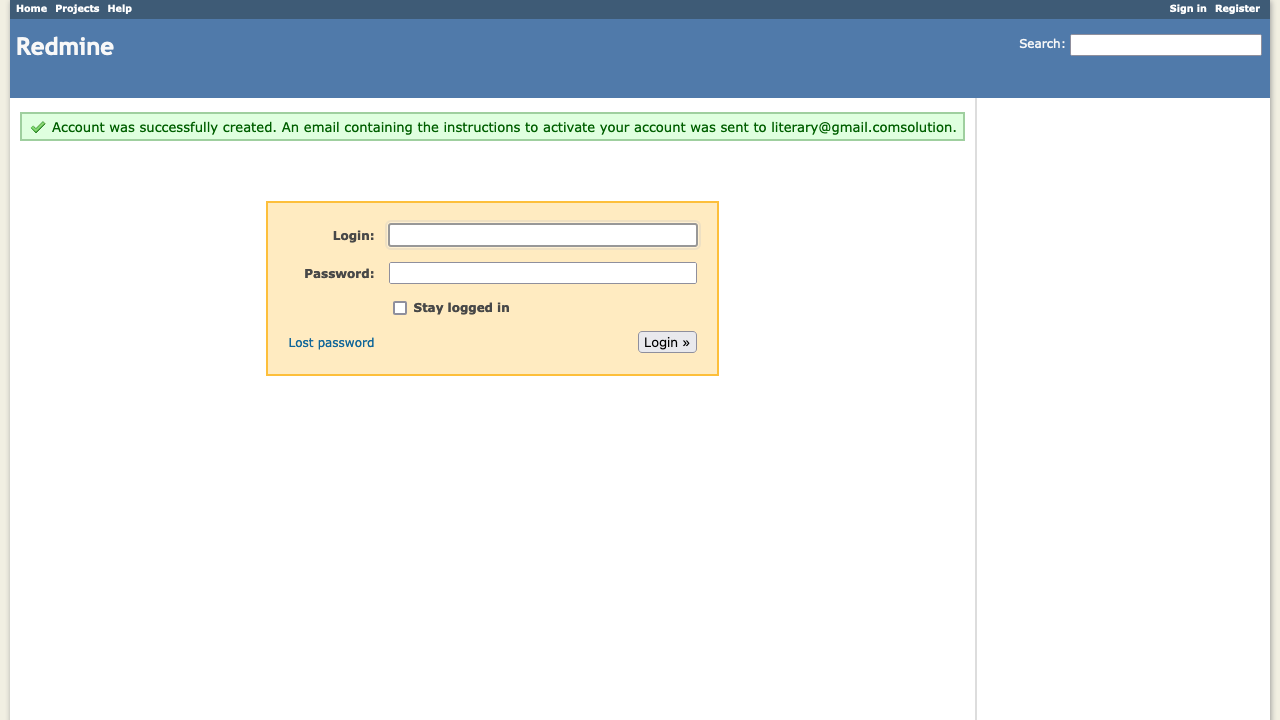 Home Projects Help Sign in Register
Redmine
Search:
Account was successfully created. An email containing the instructions to activate your account was sent to literary@gmail.comsolution.
Login:
Password:
Stay logged in
Lost password Login »